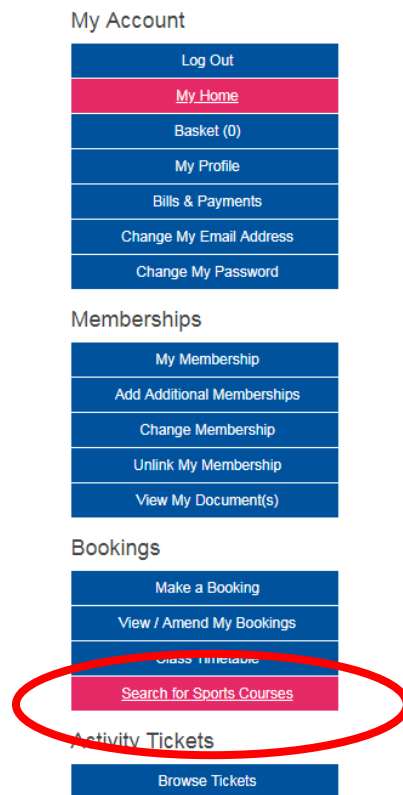 My Account
Log Out
My Home
Basket (0)
My Profile
Bills & Payments
Change My Email Address
Change My Password
Memberships
My Membership
Add Additional Memberships
Change Membership
Unlink My Membership
View My Document(s)
Bookings
Make a Booking
View / Amend My Bookings
Class Timetable
Search for Sports Courses
Activity Tickets
Browse Tickets